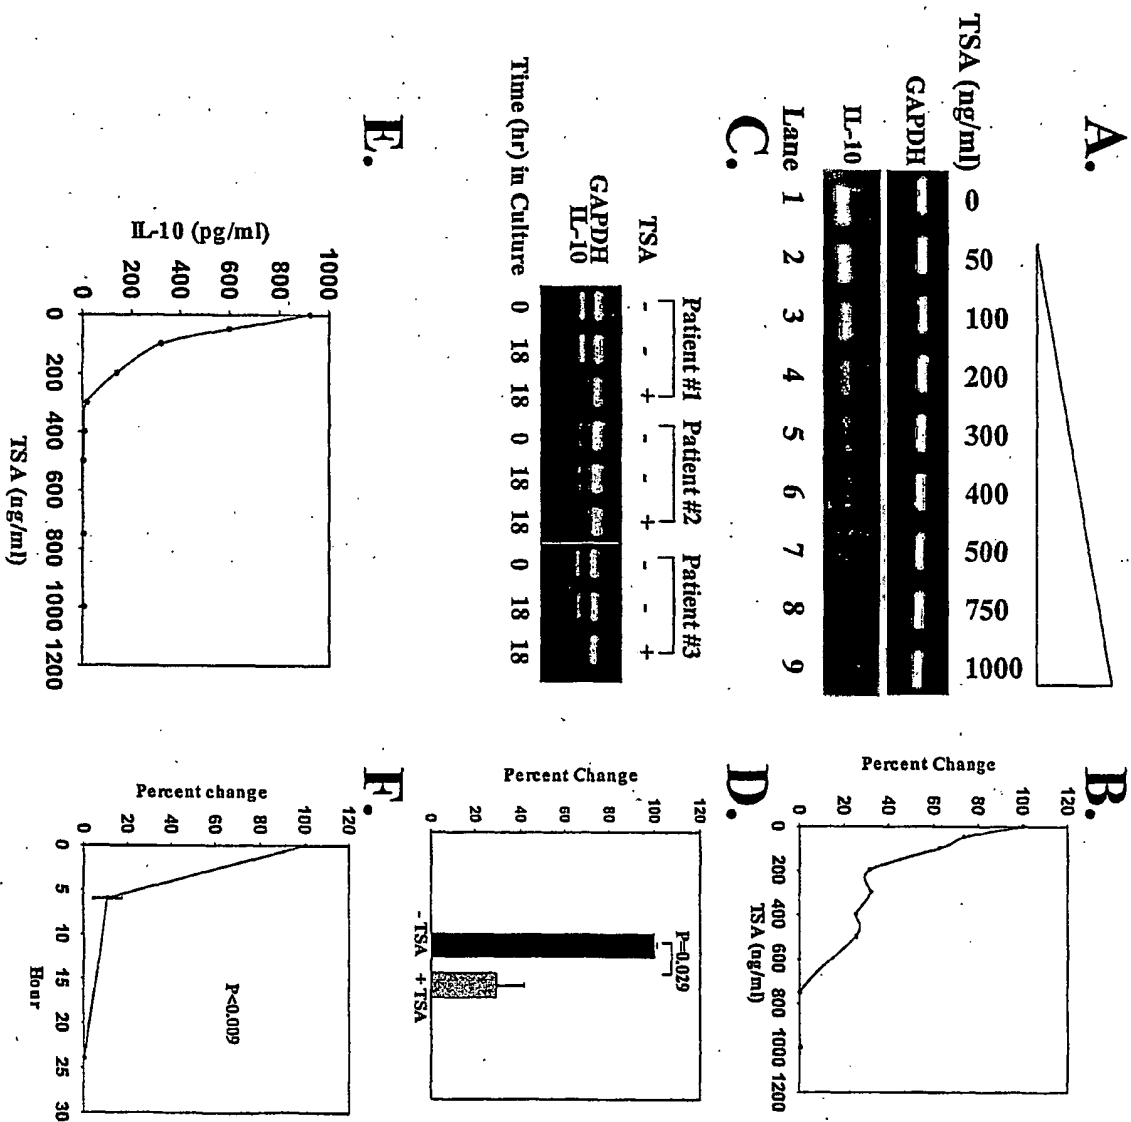 A.
TSA (ng/ml) 0 50 100 200 300 400 500 750 1000
GAPDH
IL-10
Lane 1 2 3 4 5 6 7 8 9
B.
Percent Change
120
100
80
60
40
20
0
0 200 400 600 800 1000 1200
TSA (ng/ml)
C.
Patient #1 Patient #2 Patient #3
TSA - - + - - + - - +
GAPDH
IL-10
Time (hr) in Culture 0 18 18 0 18 18 0 18 18
D.
Percent Change
120
100
80
60
40
20
0
P=0.029
- TSA + TSA
E.
IL-10 (pg/ml)
1000
800
600
400
200
0
0 200 400 600 800 1000 1200
TSA (ng/ml)
F.
Percent change
120
100
80
60
40
20
0
P<0.009
0 5 10 15 20 25 30
Hour